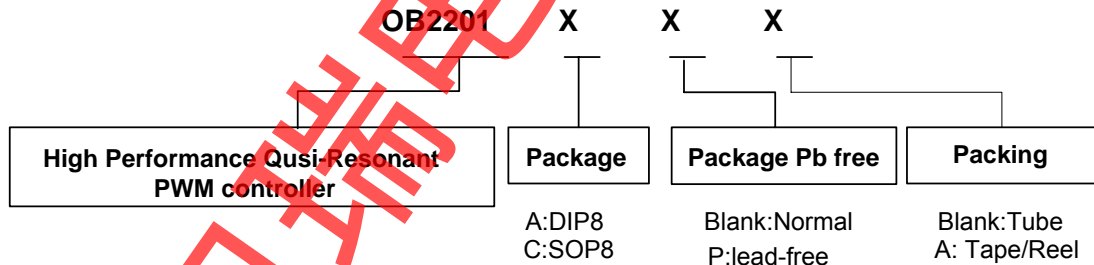 OB2201 X X X
High Performance Qusi-Resonant
PWM controller
Package
Package Pb free
Packing
A:DIP8
C:SOP8
Blank:Normal
P:lead-free
Blank:Tube
A: Tape/Reel
瑞